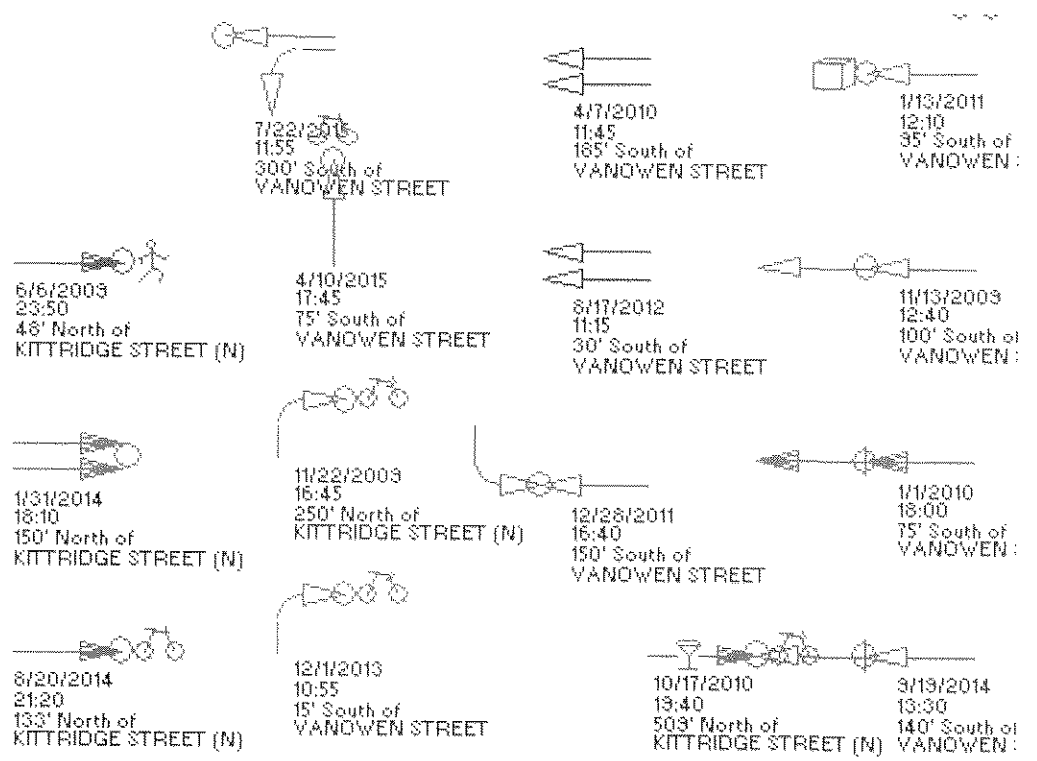 7/22/2015
11:55
300' South of
VANOWEN STREET
4/7/2010
11:45
185' South of
VANOWEN STREET
1/13/2011
12:10
95' South of
VANOWEN
6/6/2009
23:50
48' North of
KITTRIDGE STREET (N)
4/10/2015
17:45
75' South of
VANOWEN STREET
8/17/2012
11:15
30' South of
VANOWEN STREET
11/13/2009
12:40
100' South of
VANOWEN
1/31/2014
18:10
150' North of
KITTRIDGE STREET (N)
11/22/2009
16:45
250' North of
KITTRIDGE STREET (N)
12/28/2011
16:40
150' South of
VANOWEN STREET
1/1/2010
18:00
75' South of
VANOWEN
8/20/2014
21:20
133' North of
KITTRIDGE STREET (N)
12/1/2013
10:55
15' South of
VANOWEN STREET
10/17/2010
19:40
509' North of
KITTRIDGE STREET (N)
9/19/2014
13:30
140' South of
VANOWEN